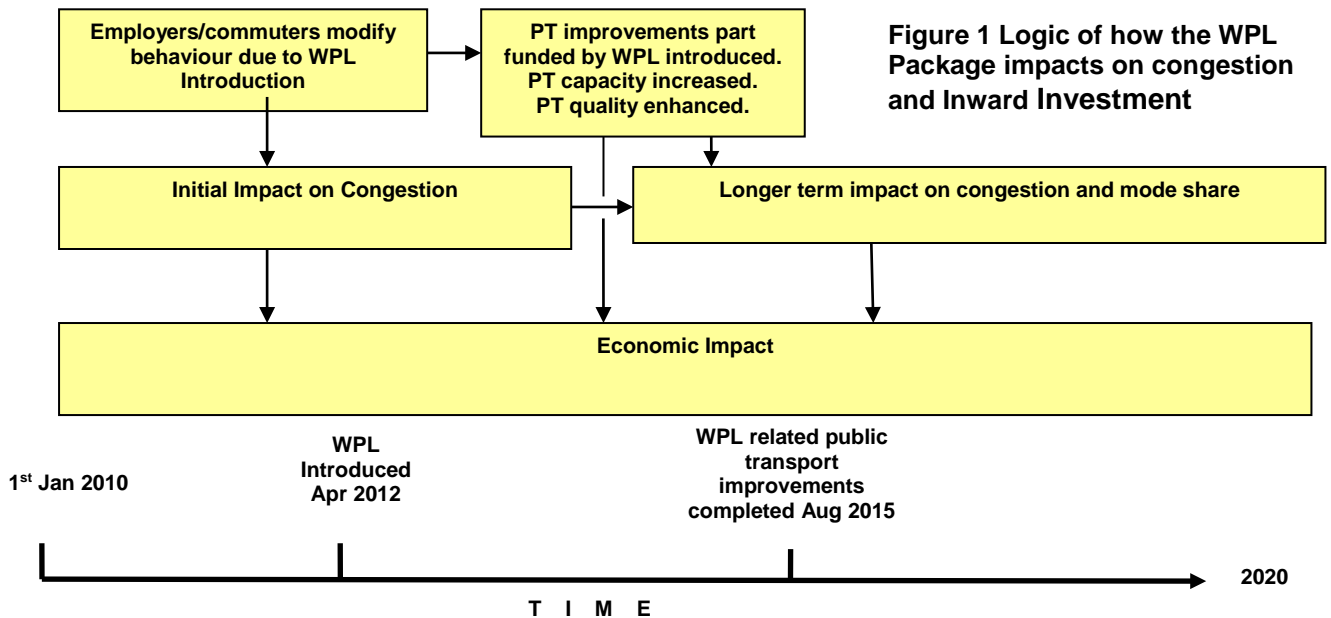 Employers/commuters modify
behaviour due to WPL
Introduction
PT improvements part
funded by WPL introduced.
PT capacity increased.
PT quality enhanced.
Figure 1 Logic of how the WPL
Package impacts on congestion
and Inward Investment
Initial Impact on Congestion
Longer term impact on congestion and mode share
Economic Impact
1st Jan 2010
WPL
Introduced
Apr 2012
WPL related public
transport
improvements
completed Aug 2015
2020
T I M E